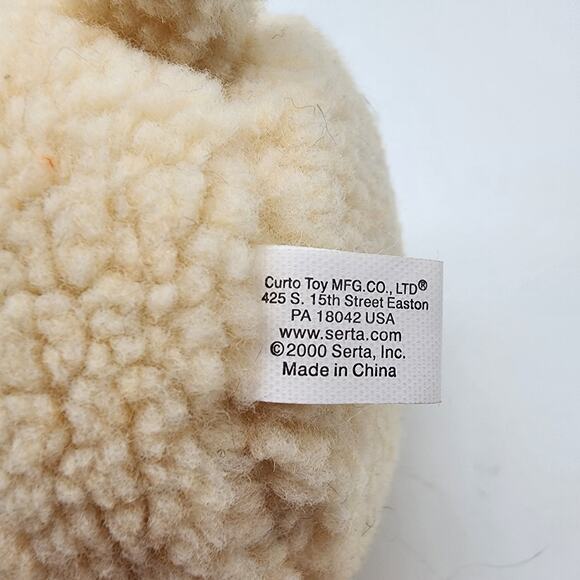 Curto Toy MFG.CO., LTD®
425 S. 15th Street Easton
PA 18042 USA
www.serta.com
©2000 Serta, Inc.
Made in China